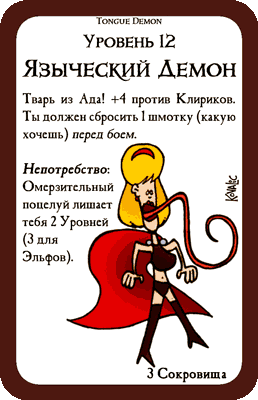 Tongue Demon
Уровень 12
Языческий Демон
Тварь из Ада! +4 против Клириков.
Ты должен сбросить 1 шмотку (какую
хочешь) перед боем.
Непотребство:
Омерзительный
поцелуй лишает
тебя 2 Уровней
(3 для
Эльфов).
Kovalic
3 Сокровища